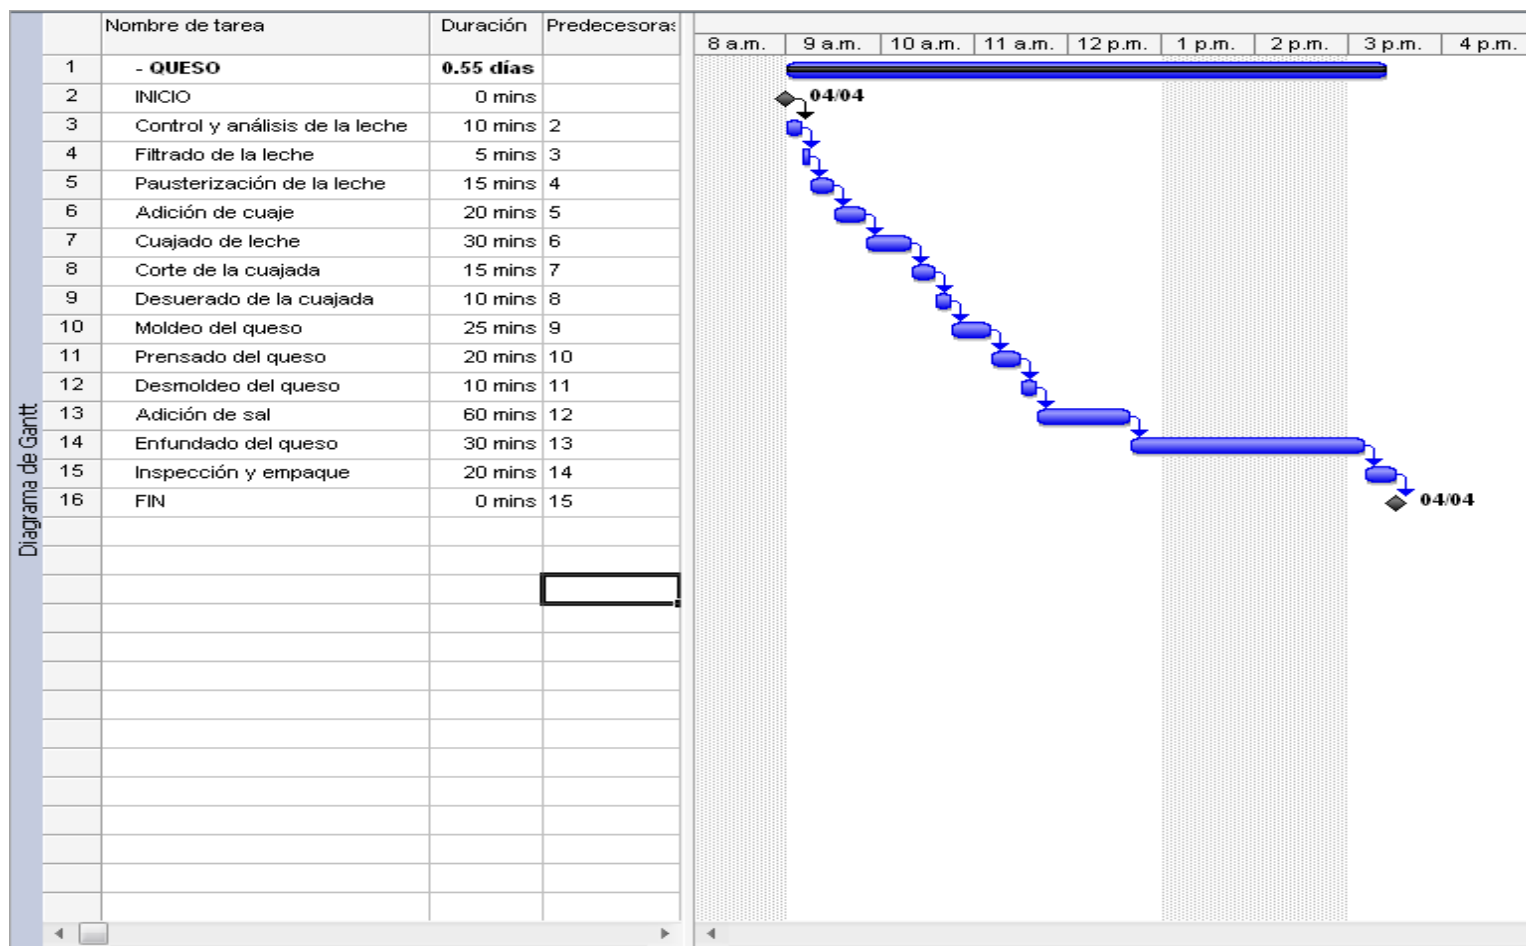 Nombre de tarea Duración Predecesoras
8 a.m. 9 a.m. 10 a.m. 11 a.m. 12 p.m. 1 p.m. 2 p.m. 3 p.m. 4 p.m.
1 - QUESO 0.55 días
2 INICIO 0 mins 04/04
3 Control y análisis de la leche 10 mins 2
4 Filtrado de la leche 5 mins 3
5 Pausterización de la leche 15 mins 4
6 Adición de cuaje 20 mins 5
7 Cuajado de leche 30 mins 6
8 Corte de la cuajada 15 mins 7
9 Desuerado de la cuajada 10 mins 8
10 Moldeo del queso 25 mins 9
11 Prensado del queso 20 mins 10
12 Desmoldeo del queso 10 mins 11
13 Adición de sal 60 mins 12
14 Enfundado del queso 30 mins 13
15 Inspección y empaque 20 mins 14
16 FIN 0 mins 15 04/04
Diagrama de Gantt